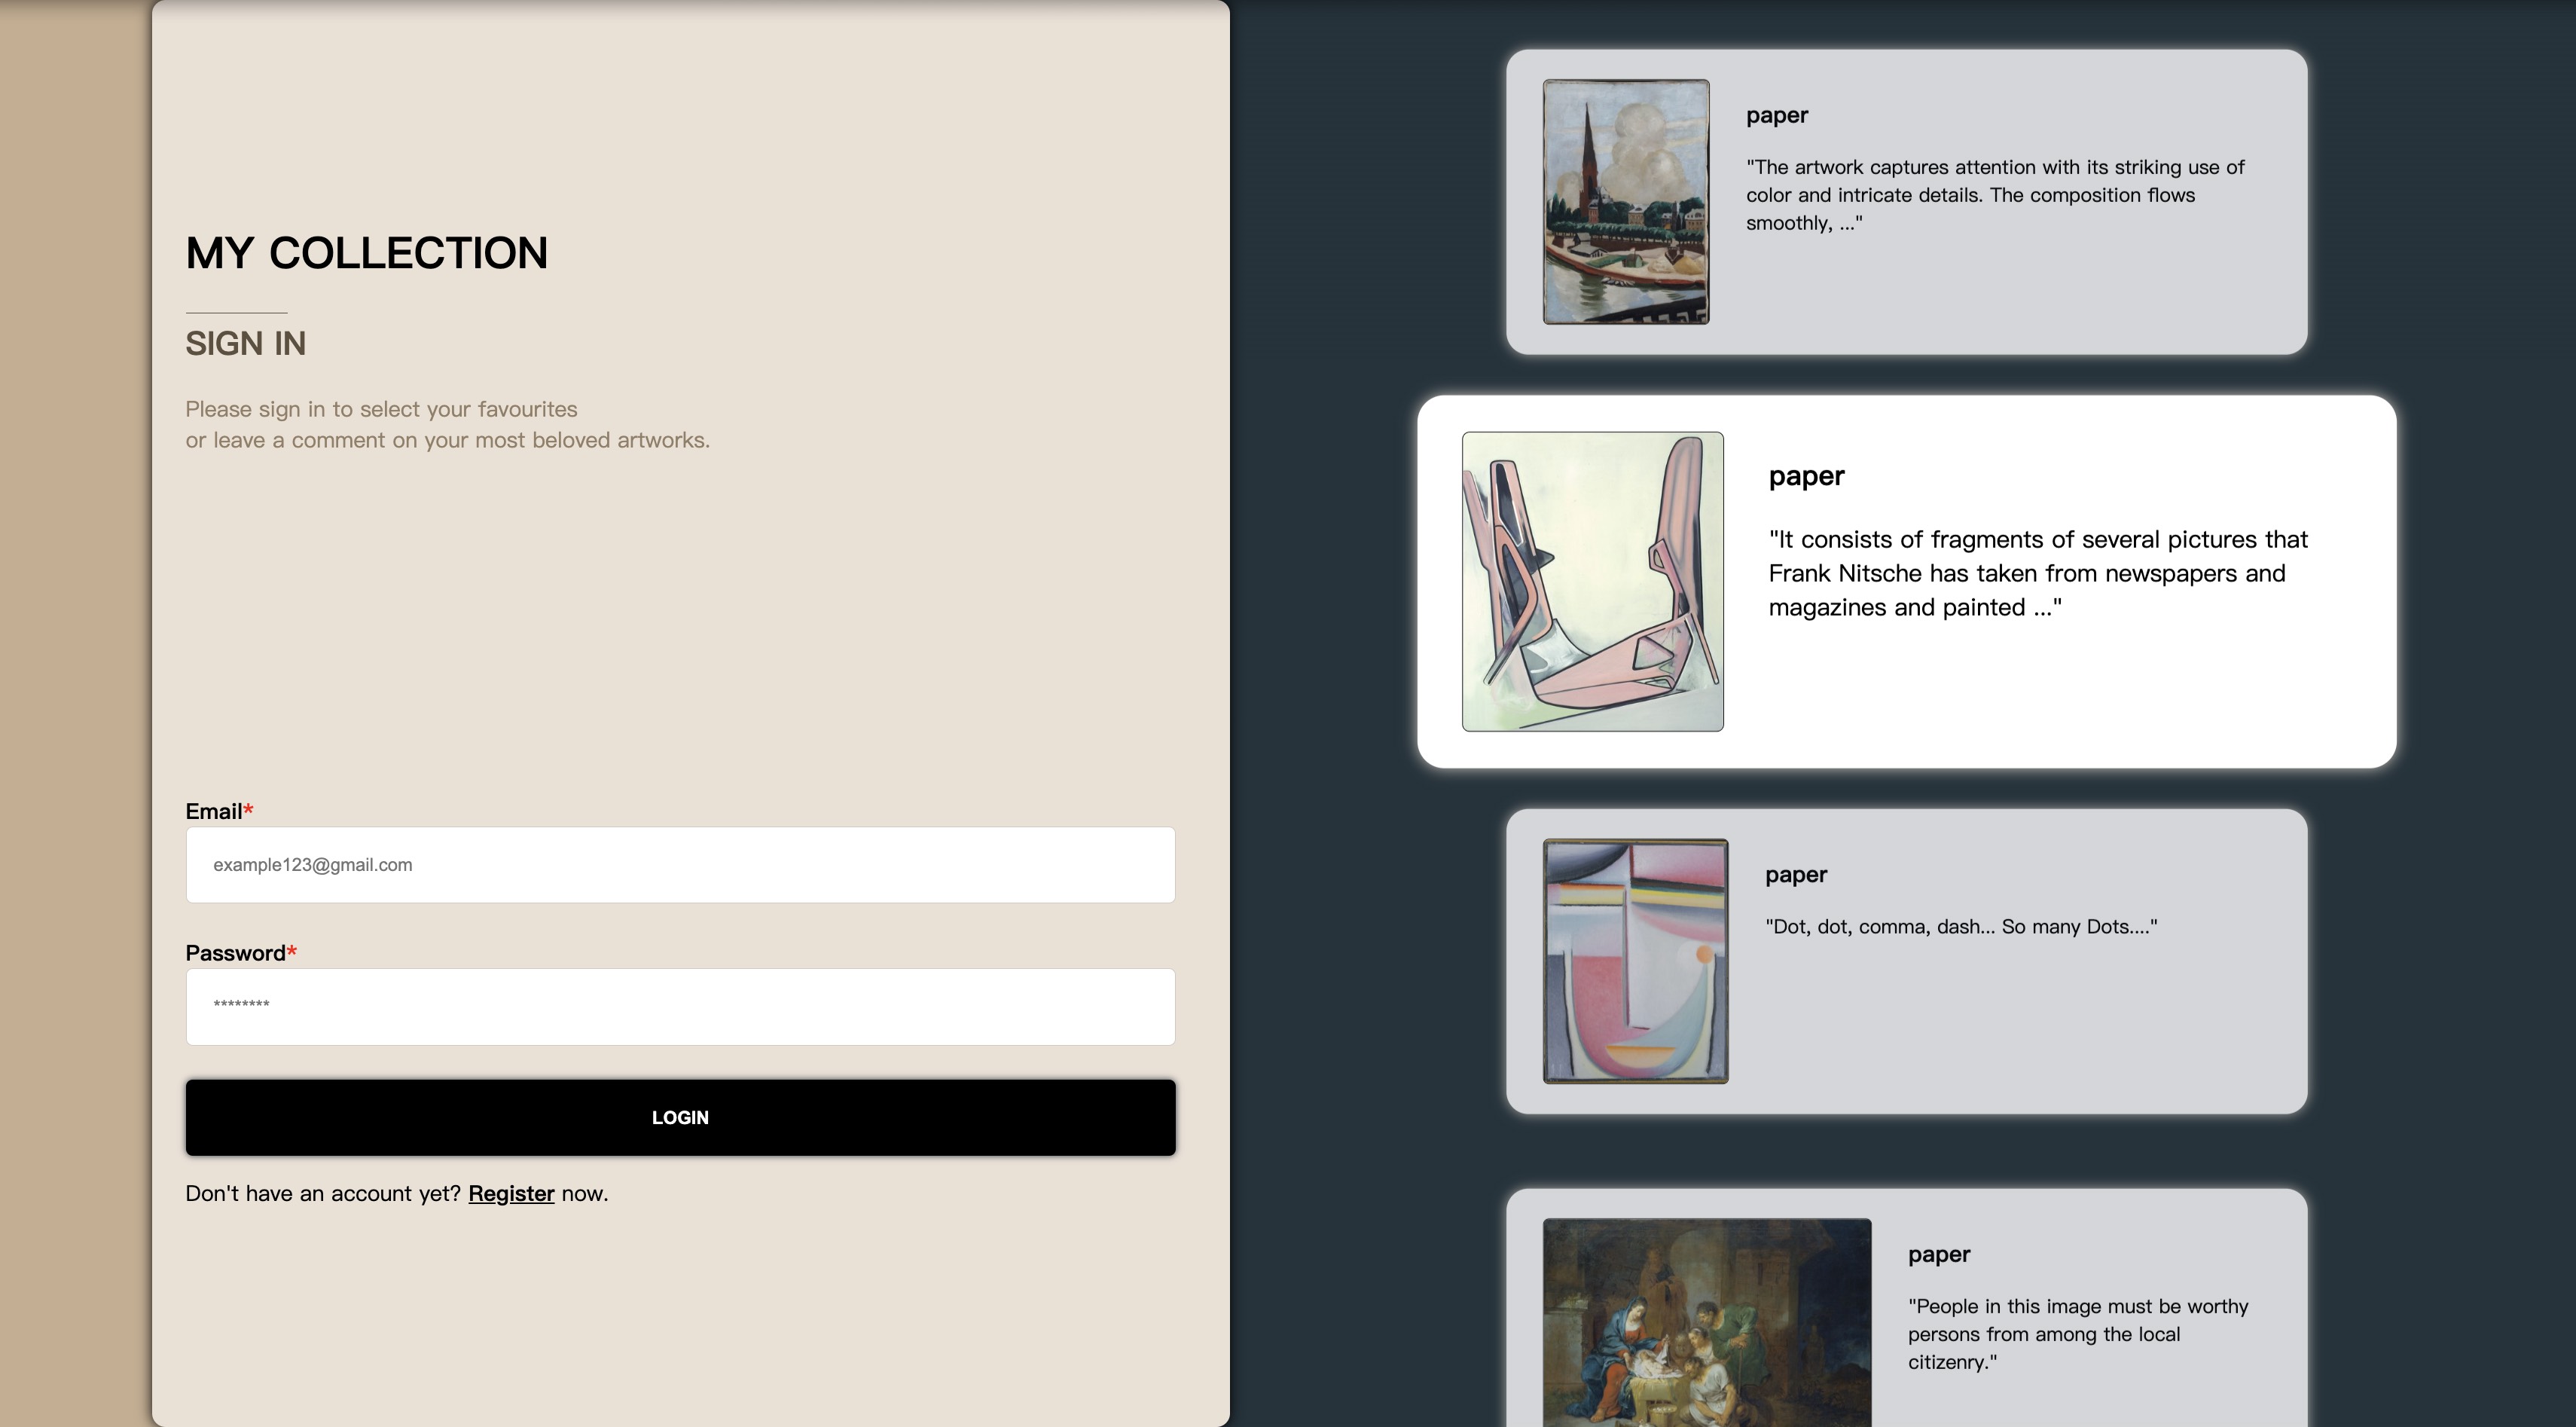 MY COLLECTION
SIGN IN
Please sign in to select your favourites
or leave a comment on your most beloved artworks.
Email*
example123@gmail.com
Password*
********
LOGIN
Don't have an account yet? Register now.
paper
"The artwork captures attention with its striking use of
color and intricate details. The composition flows
smoothly, ..."
paper
"It consists of fragments of several pictures that
Frank Nitsche has taken from newspapers and
magazines and painted ..."
paper
"Dot, dot, comma, dash... So many Dots...."
paper
"People in this image must be worthy
persons from among the local
citizenry."